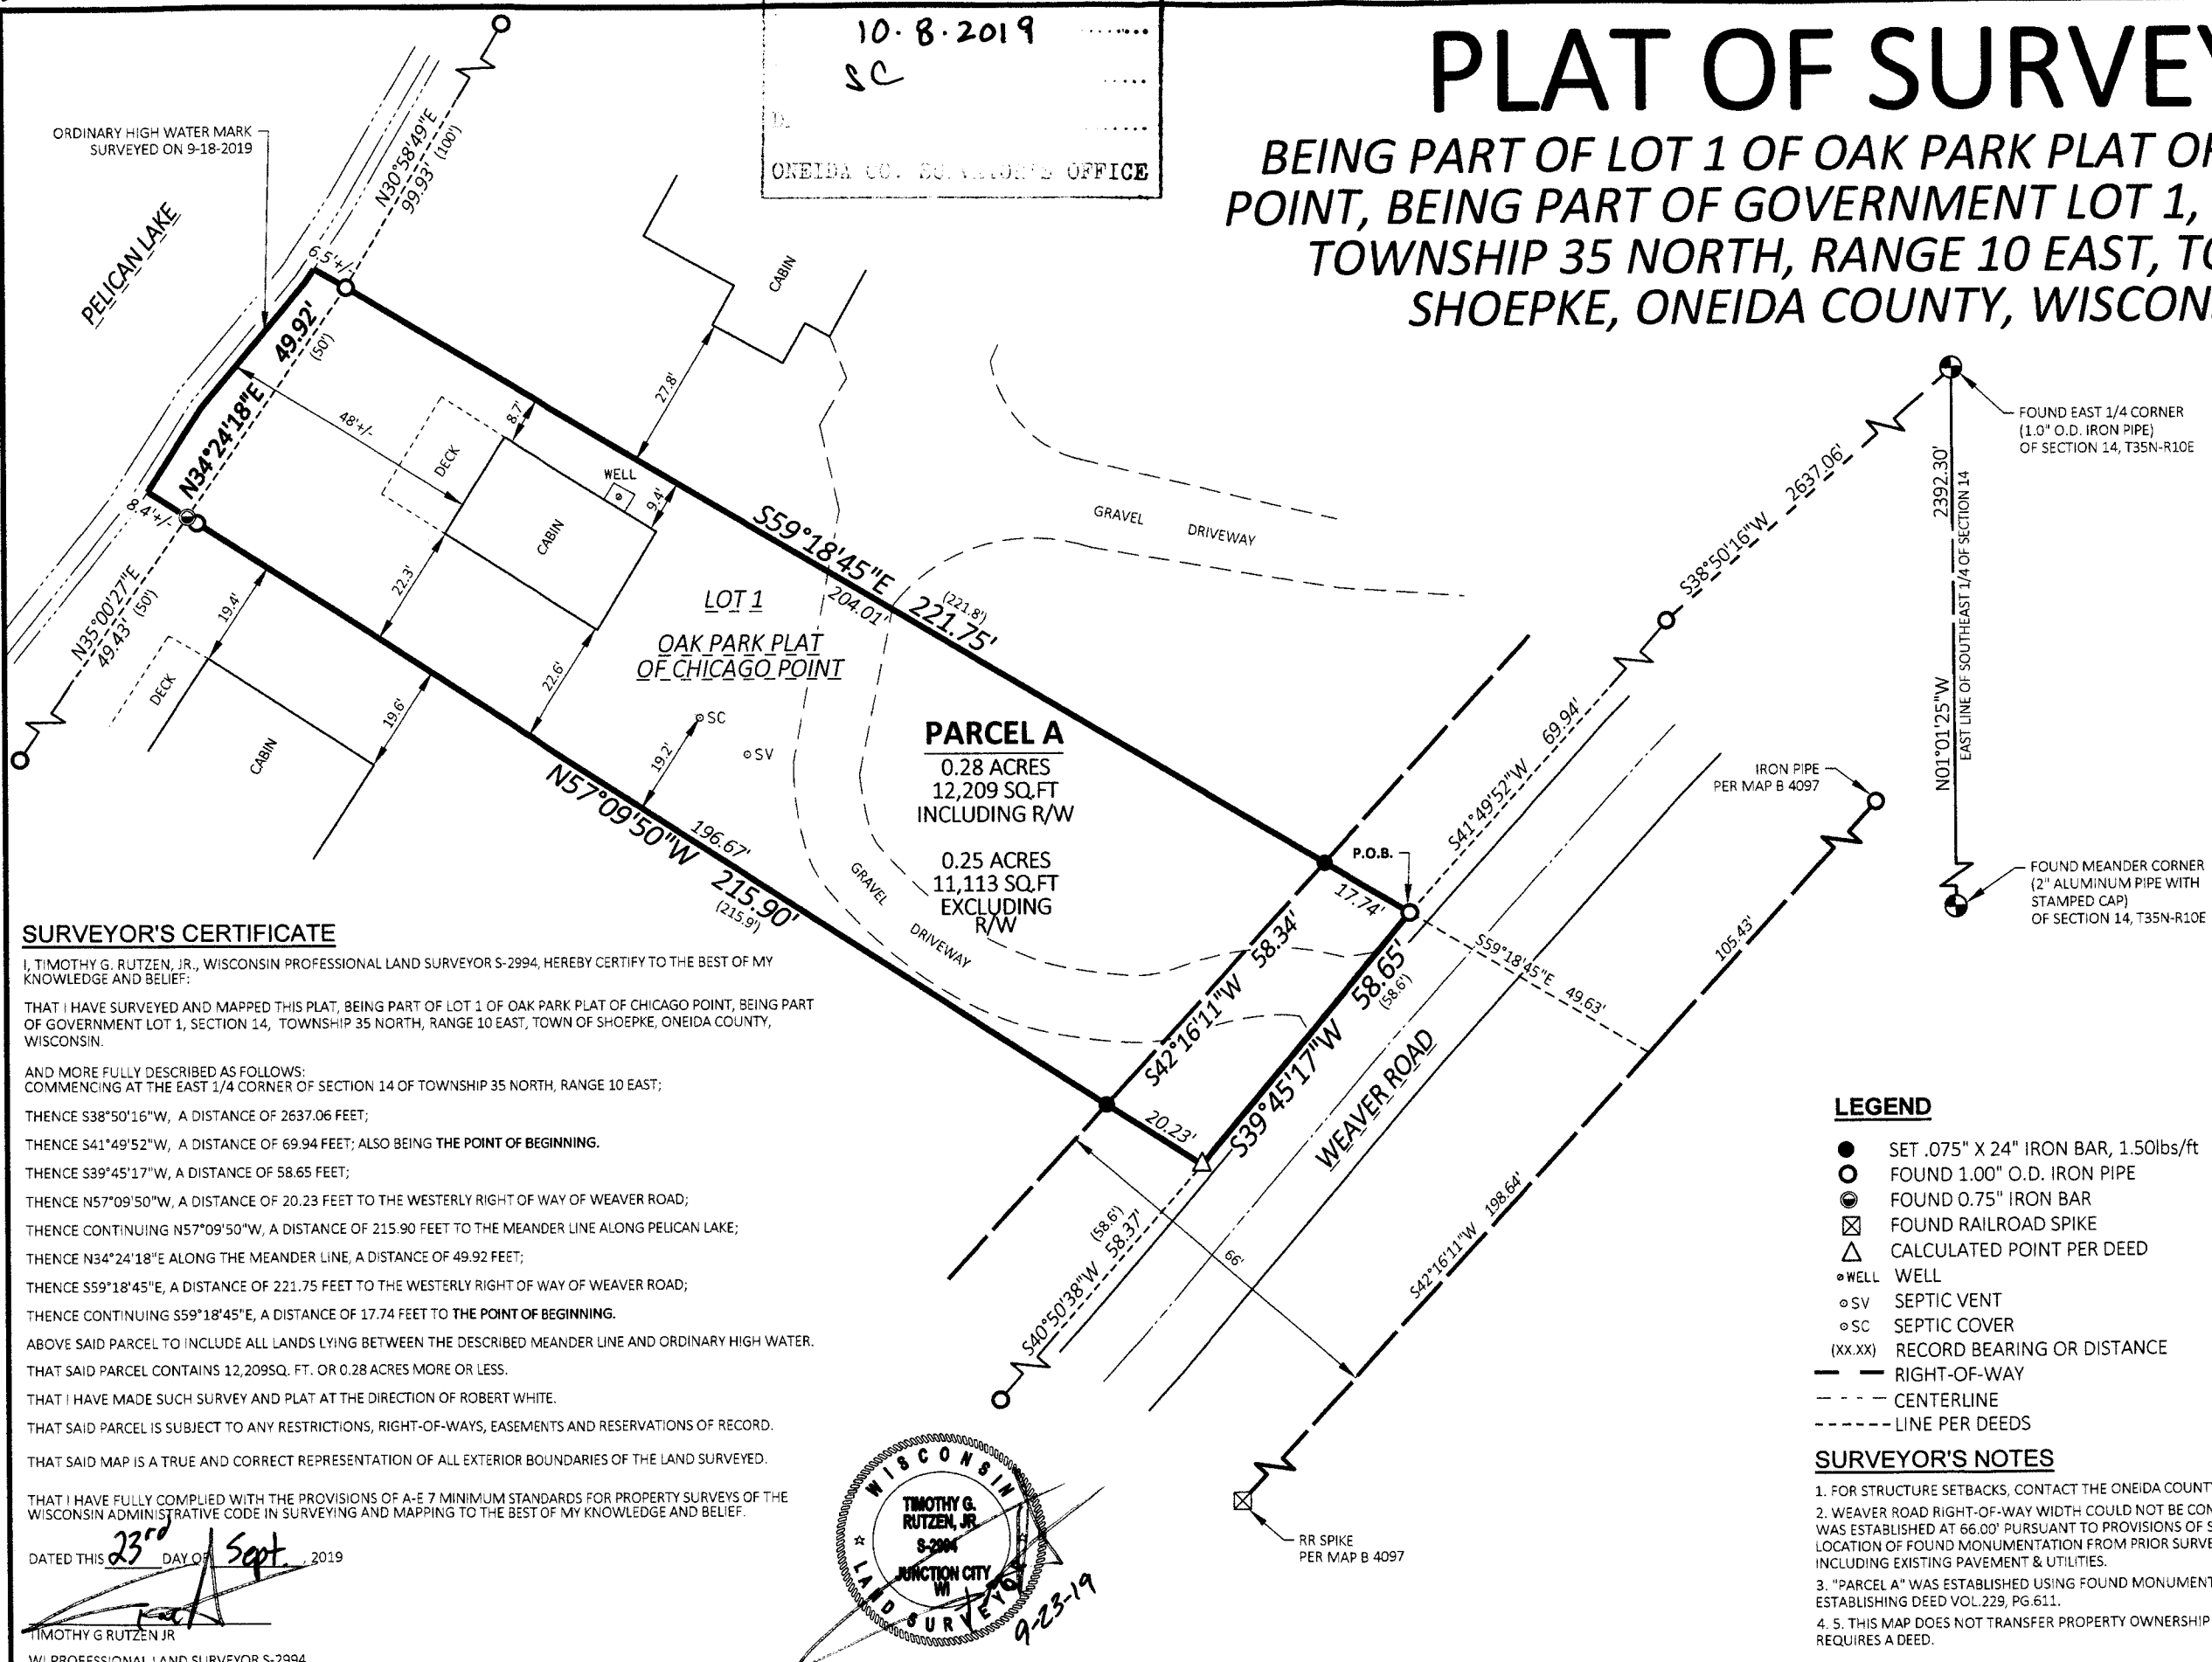 10·8·2019
SC
D.
ONEIDA CO. OFFICE
PLAT OF SURVEY
BEING PART OF LOT 1 OF OAK PARK PLAT OF
POINT, BEING PART OF GOVERNMENT LOT 1,
TOWNSHIP 35 NORTH, RANGE 10 EAST,
SHOEPKE, ONEIDA COUNTY,
ORDINARY HIGH WATER MARK
SURVEYED ON 9-18-2019
PELICAN LAKE
N30°58'49"E
99.93' (100')
6.5'+/-
49.92'
(50')
N34°24'18"E
8.4'+/-
N35°00'27"E
49.43' (50')
48'+/-
DECK
8.7'
WELL
9.4'
CABIN
27.8'
CABIN
22.3'
19.4'
22.6'
19.6'
DECK
CABIN
S59°18'45"E
204.01'
(221.8')
221.75'
GRAVEL DRIVEWAY
LOT 1
OAK PARK PLAT
OF CHICAGO POINT
SC
SV
19.2'
N57°09'50"W
196.67'
215.90'
(215.9')
PARCEL A
0.28 ACRES
12,209 SQ.FT
INCLUDING R/W
0.25 ACRES
11,113 SQ.FT
EXCLUDING
R/W
GRAVEL
DRIVEWAY
P.O.B.
17.74'
S42°16'11"W 58.34'
S39°45'17"W 58.65'
(58.6')
20.23'
WEAVER ROAD
S41°49'52"W 69.94'
S38°50'16"W 2637.06'
S59°18'45"E 49.63'
105.43'
S42°16'11"W 198.64'
66'
(58.6')
S40°50'38"W 58.37'
IRON PIPE
PER MAP B 4097
RR SPIKE
PER MAP B 4097
FOUND EAST 1/4 CORNER
(1.0" O.D. IRON PIPE)
OF SECTION 14, T35N-R10E
N01°01'25"W 2392.30'
EAST LINE OF SOUTHEAST 1/4 OF SECTION 14
FOUND MEANDER CORNER
(2" ALUMINUM PIPE WITH
STAMPED CAP)
OF SECTION 14, T35N-R10E
SURVEYOR'S CERTIFICATE
I, TIMOTHY G. RUTZEN, JR., WISCONSIN PROFESSIONAL LAND SURVEYOR S-2994, HEREBY CERTIFY TO THE BEST OF MY
KNOWLEDGE AND BELIEF:
THAT I HAVE SURVEYED AND MAPPED THIS PLAT, BEING PART OF LOT 1 OF OAK PARK PLAT OF CHICAGO POINT, BEING PART
OF GOVERNMENT LOT 1, SECTION 14, TOWNSHIP 35 NORTH, RANGE 10 EAST, TOWN OF SHOEPKE, ONEIDA COUNTY,
WISCONSIN.
AND MORE FULLY DESCRIBED AS FOLLOWS:
COMMENCING AT THE EAST 1/4 CORNER OF SECTION 14 OF TOWNSHIP 35 NORTH, RANGE 10 EAST;
THENCE S38°50'16"W, A DISTANCE OF 2637.06 FEET;
THENCE S41°49'52"W, A DISTANCE OF 69.94 FEET; ALSO BEING THE POINT OF BEGINNING.
THENCE S39°45'17"W, A DISTANCE OF 58.65 FEET;
THENCE N57°09'50"W, A DISTANCE OF 20.23 FEET TO THE WESTERLY RIGHT OF WAY OF WEAVER ROAD;
THENCE CONTINUING N57°09'50"W, A DISTANCE OF 215.90 FEET TO THE MEANDER LINE ALONG PELICAN LAKE;
THENCE N34°24'18"E ALONG THE MEANDER LINE, A DISTANCE OF 49.92 FEET;
THENCE S59°18'45"E, A DISTANCE OF 221.75 FEET TO THE WESTERLY RIGHT OF WAY OF WEAVER ROAD;
THENCE CONTINUING S59°18'45"E, A DISTANCE OF 17.74 FEET TO THE POINT OF BEGINNING.
ABOVE SAID PARCEL TO INCLUDE ALL LANDS LYING BETWEEN THE DESCRIBED MEANDER LINE AND ORDINARY HIGH WATER.
THAT SAID PARCEL CONTAINS 12,209SQ. FT. OR 0.28 ACRES MORE OR LESS.
THAT I HAVE MADE SUCH SURVEY AND PLAT AT THE DIRECTION OF ROBERT WHITE.
THAT SAID PARCEL IS SUBJECT TO ANY RESTRICTIONS, RIGHT-OF-WAYS, EASEMENTS AND RESERVATIONS OF RECORD.
THAT SAID MAP IS A TRUE AND CORRECT REPRESENTATION OF ALL EXTERIOR BOUNDARIES OF THE LAND SURVEYED.
THAT I HAVE FULLY COMPLIED WITH THE PROVISIONS OF A-E 7 MINIMUM STANDARDS FOR PROPERTY SURVEYS OF THE
WISCONSIN ADMINISTRATIVE CODE IN SURVEYING AND MAPPING TO THE BEST OF MY KNOWLEDGE AND BELIEF.
DATED THIS 23rd DAY OF Sept. , 2019
TIMOTHY G RUTZEN JR
WI PROFESSIONAL LAND SURVEYOR S-2994
WISCONSIN
TIMOTHY G.
RUTZEN, JR
S-2994
JUNCTION CITY
WI
LAND SURVEYOR
9-23-19
LEGEND
SET .075" X 24" IRON BAR, 1.50lbs/ft
FOUND 1.00" O.D. IRON PIPE
FOUND 0.75" IRON BAR
FOUND RAILROAD SPIKE
CALCULATED POINT PER DEED
WELL WELL
SV SEPTIC VENT
SC SEPTIC COVER
(XX.XX) RECORD BEARING OR DISTANCE
RIGHT-OF-WAY
CENTERLINE
LINE PER DEEDS
SURVEYOR'S NOTES
1. FOR STRUCTURE SETBACKS, CONTACT THE ONEIDA
2. WEAVER ROAD RIGHT-OF-WAY WIDTH COULD NOT BE
WAS ESTABLISHED AT 66.00' PURSUANT TO PROVISIONS OF
LOCATION OF FOUND MONUMENTATION FROM PRIOR
INCLUDING EXISTING PAVEMENT & UTILITIES.
3. "PARCEL A" WAS ESTABLISHED USING FOUND
ESTABLISHING DEED VOL.229, PG.611.
4. 5. THIS MAP DOES NOT TRANSFER PROPERTY OWNERSHIP
REQUIRES A DEED.